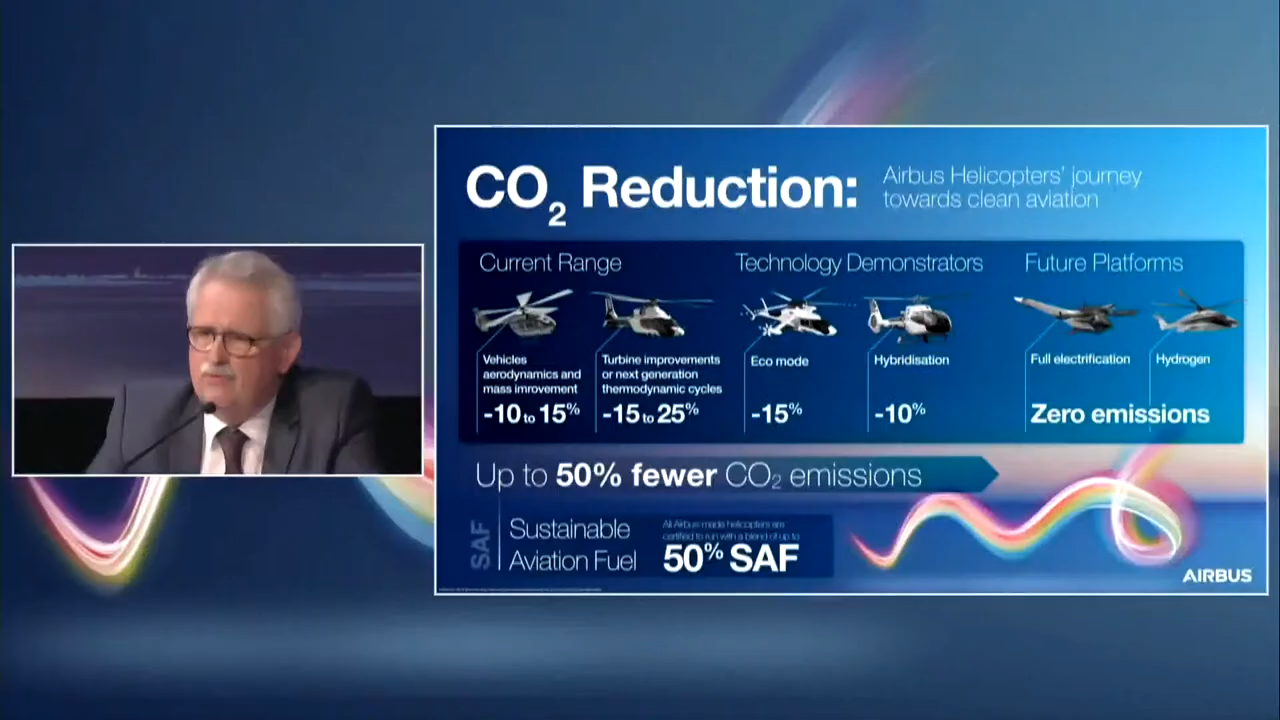 CO₂ Reduction:
Airbus Helicopters' journey
towards clean aviation
Current Range
Technology Demonstrators
Future Platforms
Vehicles
aerodynamics and
mass imrovement
-10 to 15%
Turbine improvements
or next generation
thermodynamic cycles
-15 to 25%
Eco mode
-15%
Hybridisation
-10%
Full electrification
Hydrogen
Zero emissions
Up to 50% fewer CO₂ emissions
SAF
Sustainable
Aviation Fuel
All Airbus made helicopters are
certified to run with a blend of up to
50% SAF
AIRBUS